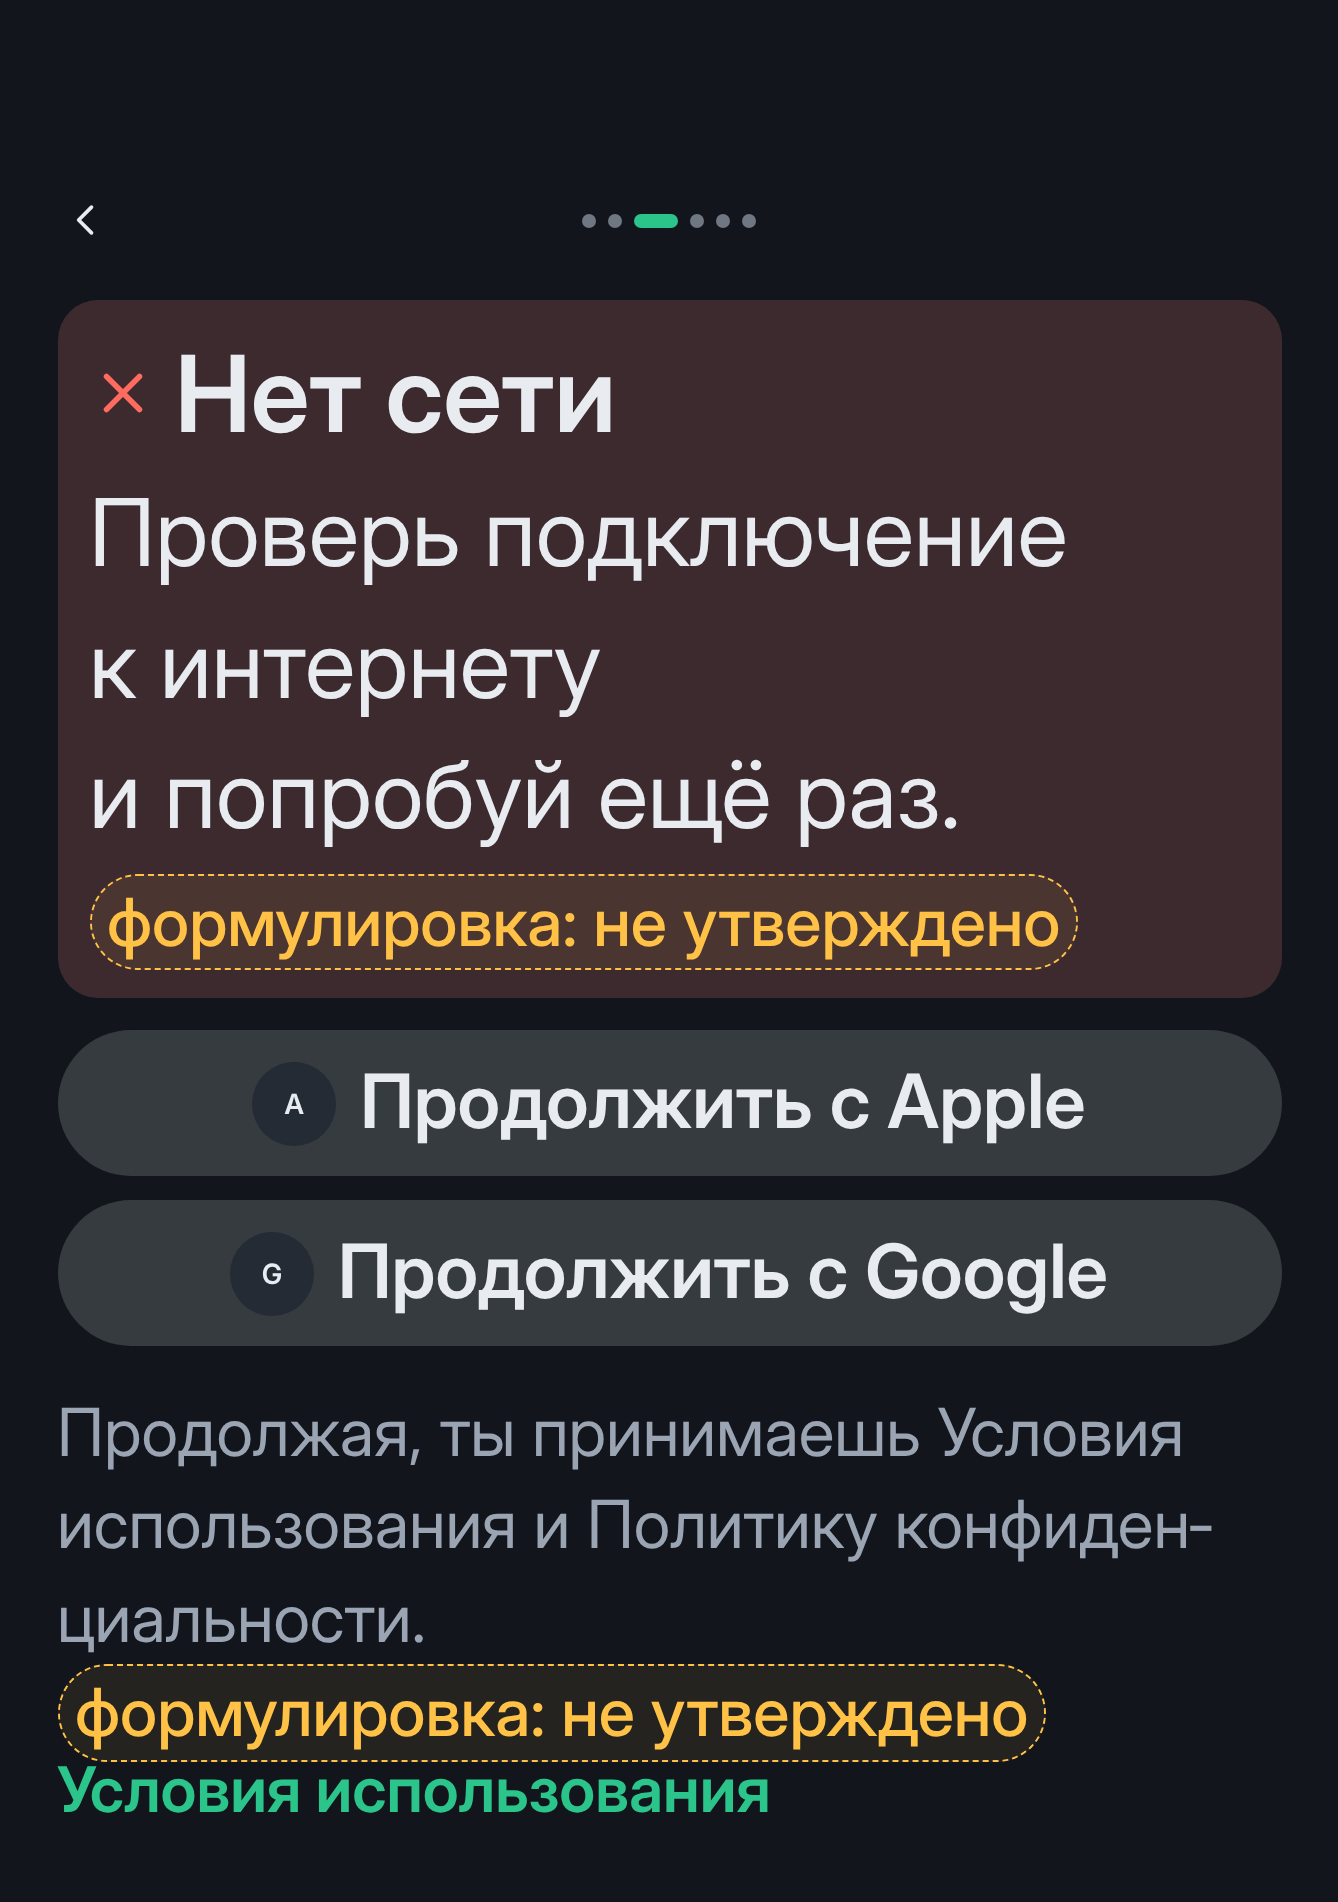 Нет сети
Проверь подключение
к интернету
и попробуй ещё раз.
формулировка: не утверждено
A Продолжить с Apple
G Продолжить с Google
Продолжая, ты принимаешь Условия
использования и Политику конфиден-
циальности.
формулировка: не утверждено
Условия использования